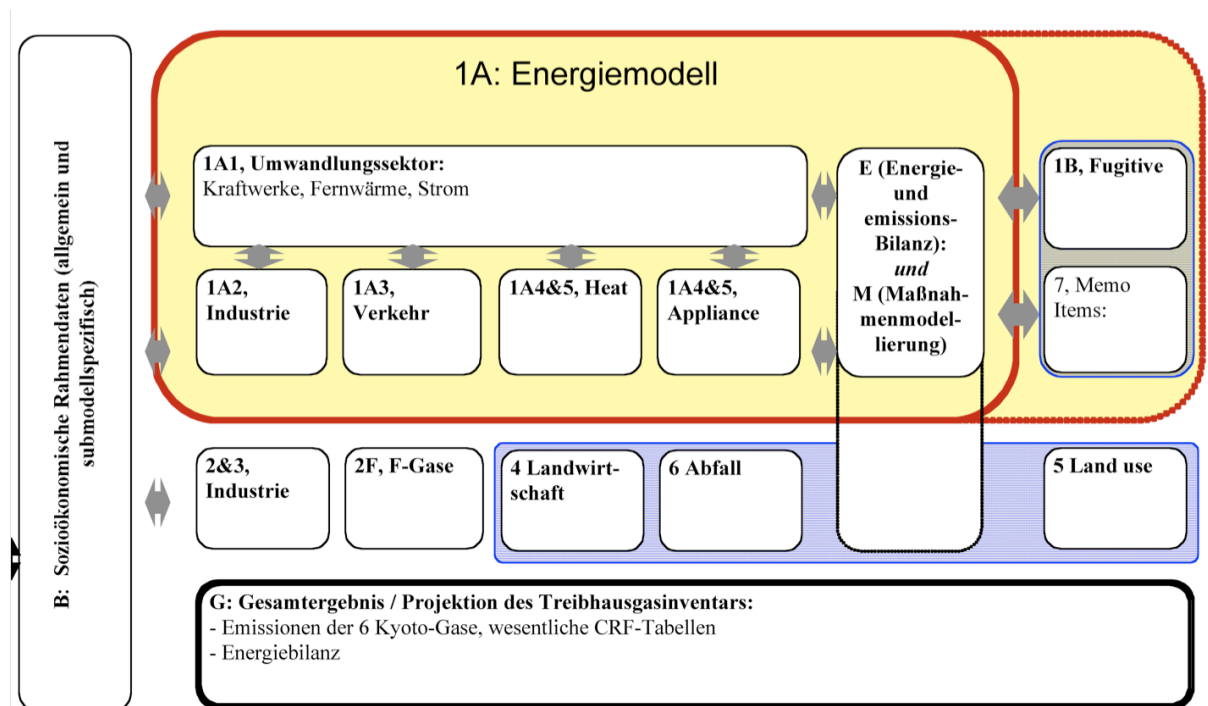 B: Sozioökonomische Rahmendaten (allgemein und
submodellspezifisch)
1A: Energiemodell
1A1, Umwandlungssektor:
Kraftwerke, Fernwärme, Strom
E (Energie-
und
emissions-
Bilanz):
und
M (Maßnah-
menmodel-
lierung)
1B, Fugitive
7, Memo
Items:
1A2,
Industrie
1A3,
Verkehr
1A4&5, Heat
1A4&5,
Appliance
2&3,
Industrie
2F, F-Gase
4 Landwirt-
schaft
6 Abfall
5 Land use
G: Gesamtergebnis / Projektion des Treibhausgasinventars:
- Emissionen der 6 Kyoto-Gase, wesentliche CRF-Tabellen
- Energiebilanz